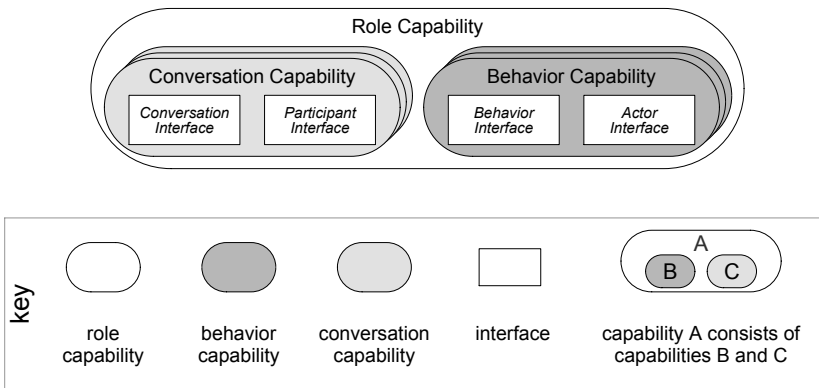 Role Capability
Conversation Capability
Behavior Capability
Conversation
Interface
Participant
Interface
Behavior
Interface
Actor
Interface
key
A
B
C
role
capability
behavior
capability
conversation
capability
interface
capability A consists of
capabilities B and C